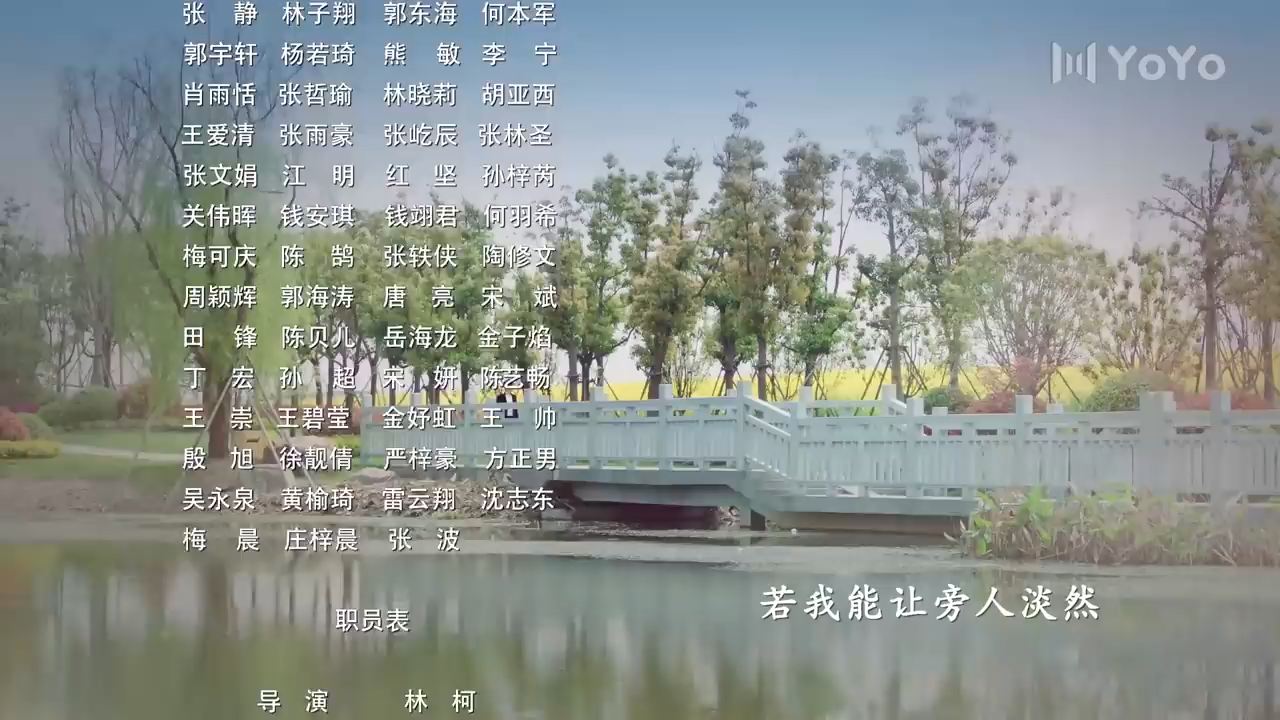 张 静 林子翔 郭东海 何本军
YoYo
郭宇轩 杨若琦 熊 敏 李 宁
肖雨恬 张哲瑜 林晓莉 胡亚西
王爱清 张雨豪 张屹辰 张林圣
张文娟 江 明 红 坚 孙梓芮
关伟晖 钱安琪 钱翊君 何羽希
梅可庆 陈 鹄 张轶侠 陶修文
周颖辉 郭海涛 唐 亮 宋 斌
田 锋 陈贝儿 岳海龙 金子焰
丁 宏 孙 超 宋 妍 陈艺畅
王 崇 王碧莹 金好虹 王 帅
殷 旭 徐靓倩 严梓豪 方正男
吴永泉 黄榆琦 雷云翔 沈志东
梅 晨 庄梓晨 张 波
若我能让旁人淡然
职员表
导 演 林 柯